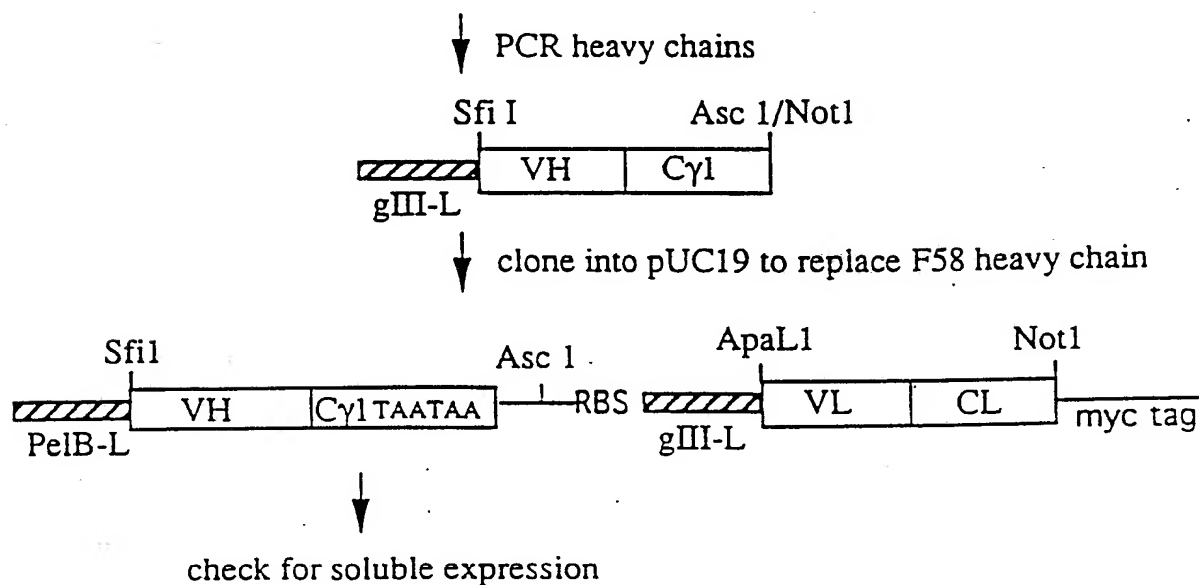 PCR heavy chains
Sfi I Asc 1/Not1
VH Cγ1
gIII-L
clone into pUC19 to replace F58 heavy chain
Sfi1 Asc 1 ApaL1 Not1
VH Cγ1 TAATAA RBS VL CL
PelB-L gIII-L myc tag
check for soluble expression